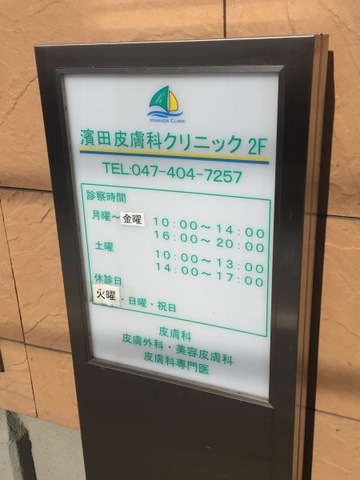 HAMADA CLINIC
濱田皮膚科クリニック 2F
TEL:047-404-7257
診察時間
月曜〜金曜 10:00〜14:00
16:00〜20:00
土曜 10:00〜13:00
14:00〜17:00
休診日
火曜・日曜・祝日
皮膚科
皮膚外科・美容皮膚科
皮膚科専門医